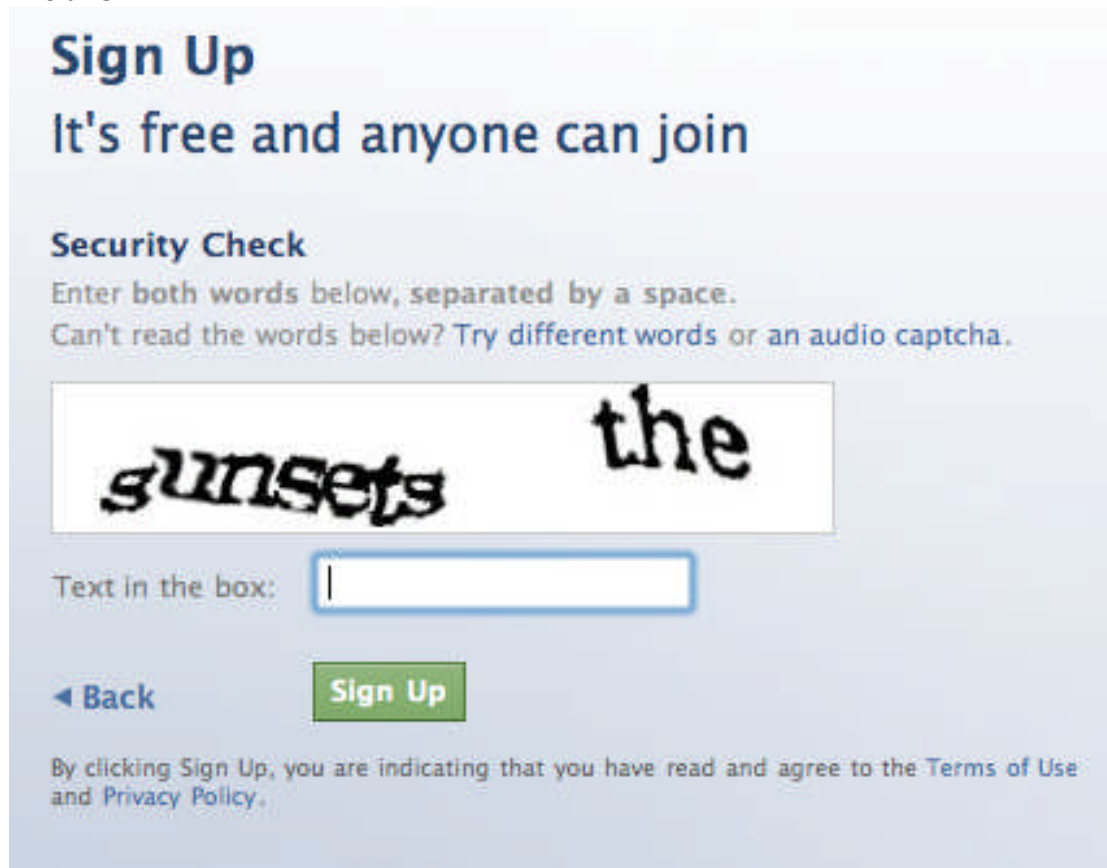 Sign Up
It's free and anyone can join
Security Check
Enter both words below, separated by a space.
Can't read the words below? Try different words or an audio captcha.
sunsets the
Text in the box:
◄ Back Sign Up
By clicking Sign Up, you are indicating that you have read and agree to the Terms of Use
and Privacy Policy.